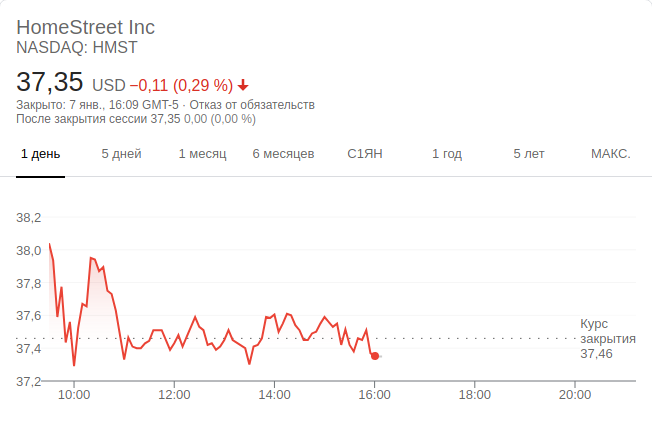 HomeStreet Inc
NASDAQ: HMST
37,35 USD −0,11 (0,29 %) ↓
Закрыто: 7 янв., 16:09 GMT-5 · Отказ от обязательств
После закрытия сессии 37,35 0,00 (0,00 %)
1 день 5 дней 1 месяц 6 месяцев С1ЯН 1 год 5 лет МАКС.
38,2
38,0
37,8
37,6
37,4
37,2
Курс
закрытия
37,46
10:00 12:00 14:00 16:00 18:00 20:00